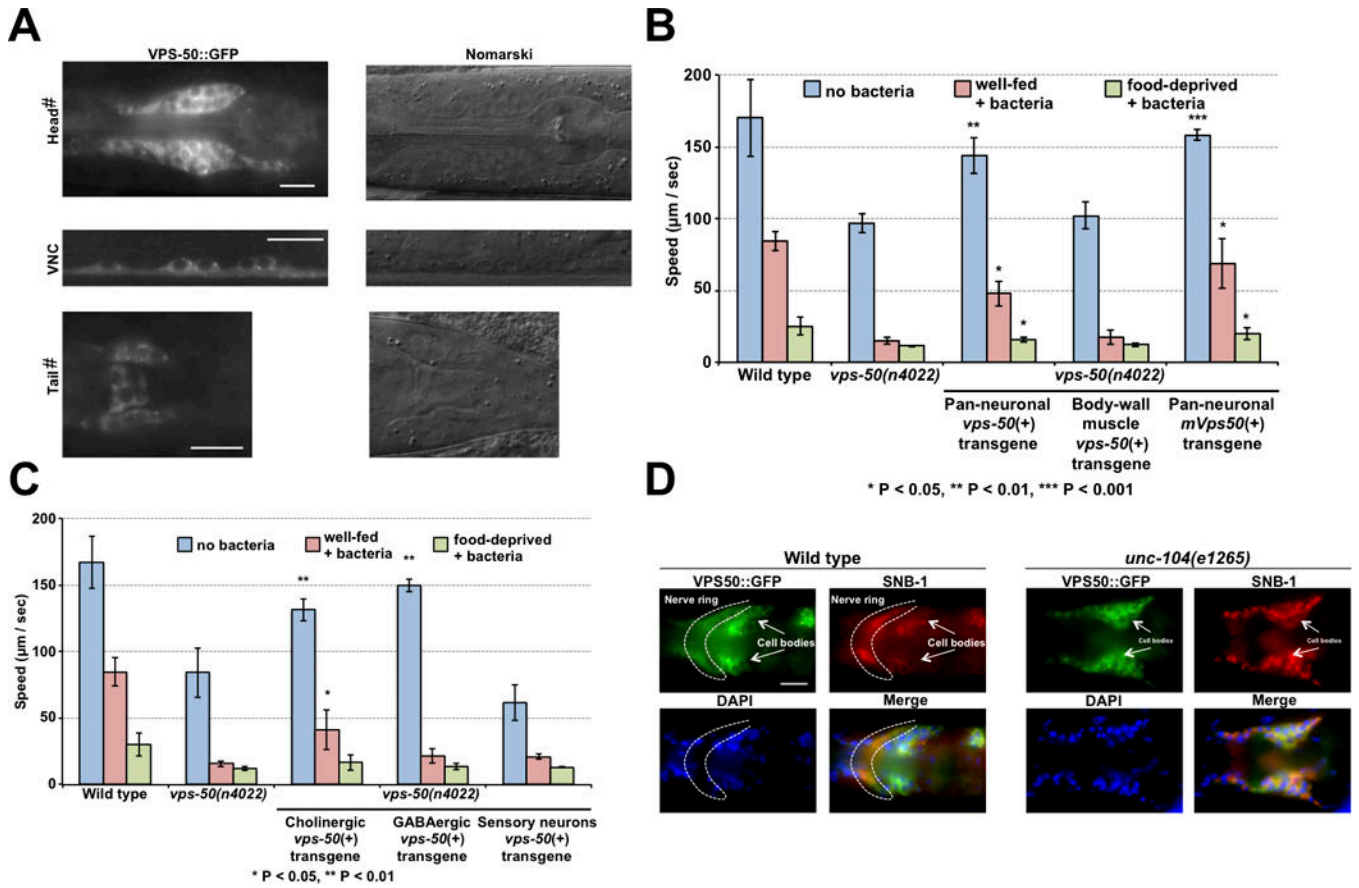 A
VPS-50::GFP
Nomarski
Head#
VNC
Tail#
B
200
150
100
50
0
Speed (µm / sec)
no bacteria
well-fed
+ bacteria
food-deprived
+ bacteria
**
*
*
***
*
*
Wild type
vps-50(n4022)
vps-50(n4022)
Pan-neuronal
vps-50(+)
transgene
Body-wall
muscle
vps-50(+)
transgene
Pan-neuronal
mVps50(+)
transgene
* P < 0.05, ** P < 0.01, *** P < 0.001
C
200
150
100
50
0
Speed (µm / sec)
no bacteria
well-fed
+ bacteria
food-deprived
+ bacteria
**
*
**
Wild type
vps-50(n4022)
vps-50(n4022)
Cholinergic
vps-50(+)
transgene
GABAergic
vps-50(+)
transgene
Sensory neurons
vps-50(+)
transgene
* P < 0.05, ** P < 0.01
D
Wild type
VPS50::GFP
SNB-1
Nerve ring
Cell bodies
Nerve ring
Cell bodies
DAPI
Merge
unc-104(e1265)
VPS50::GFP
SNB-1
Cell bodies
Cell bodies
DAPI
Merge